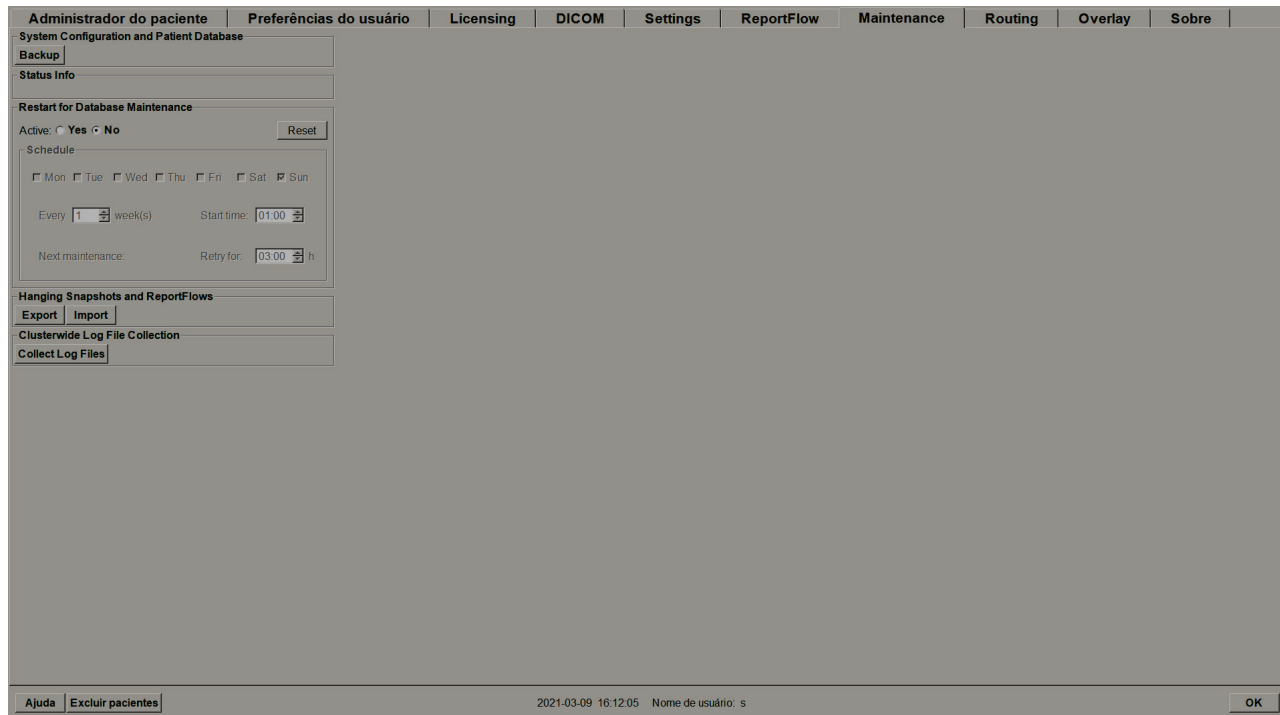 Administrador do paciente Preferências do usuário Licensing DICOM Settings ReportFlow Maintenance Routing Overlay Sobre
System Configuration and Patient Database
Backup
Status Info
Restart for Database Maintenance
Active: Yes No Reset
Schedule
Mon Tue Wed Thu Fri Sat Sun
Every 1 week(s) Start time: 01:00
Next maintenance: Retry for: 03:00 h
Hanging Snapshots and ReportFlows
Export Import
Clusterwide Log File Collection
Collect Log Files
Ajuda Excluir pacientes 2021-03-09 16:12:05 Nome de usuário: s OK